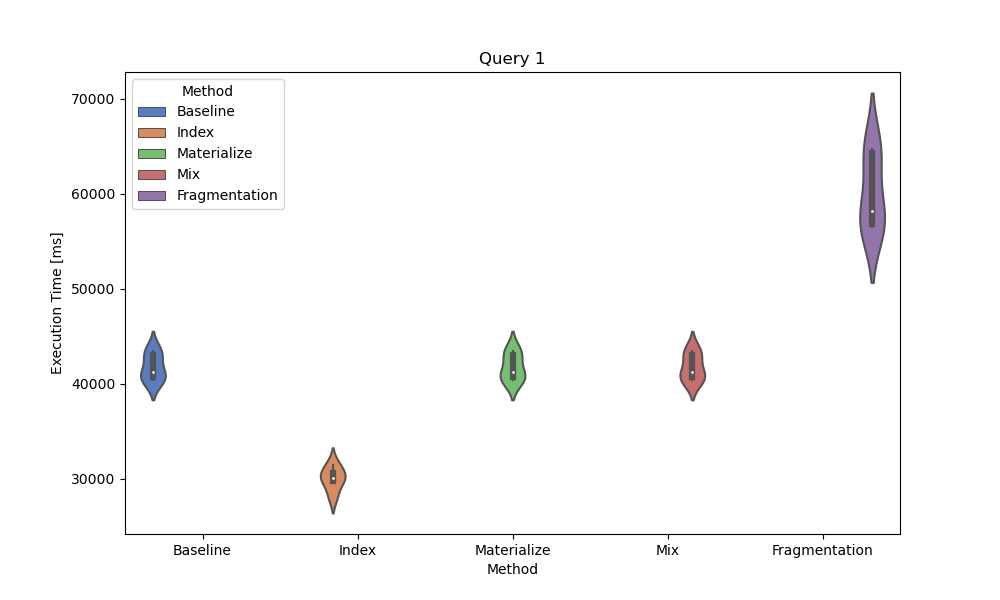 Query 1
Method
Baseline
Index
Materialize
Mix
Fragmentation
70000
60000
50000
40000
30000
Execution Time [ms]
Baseline Index Materialize Mix Fragmentation
Method